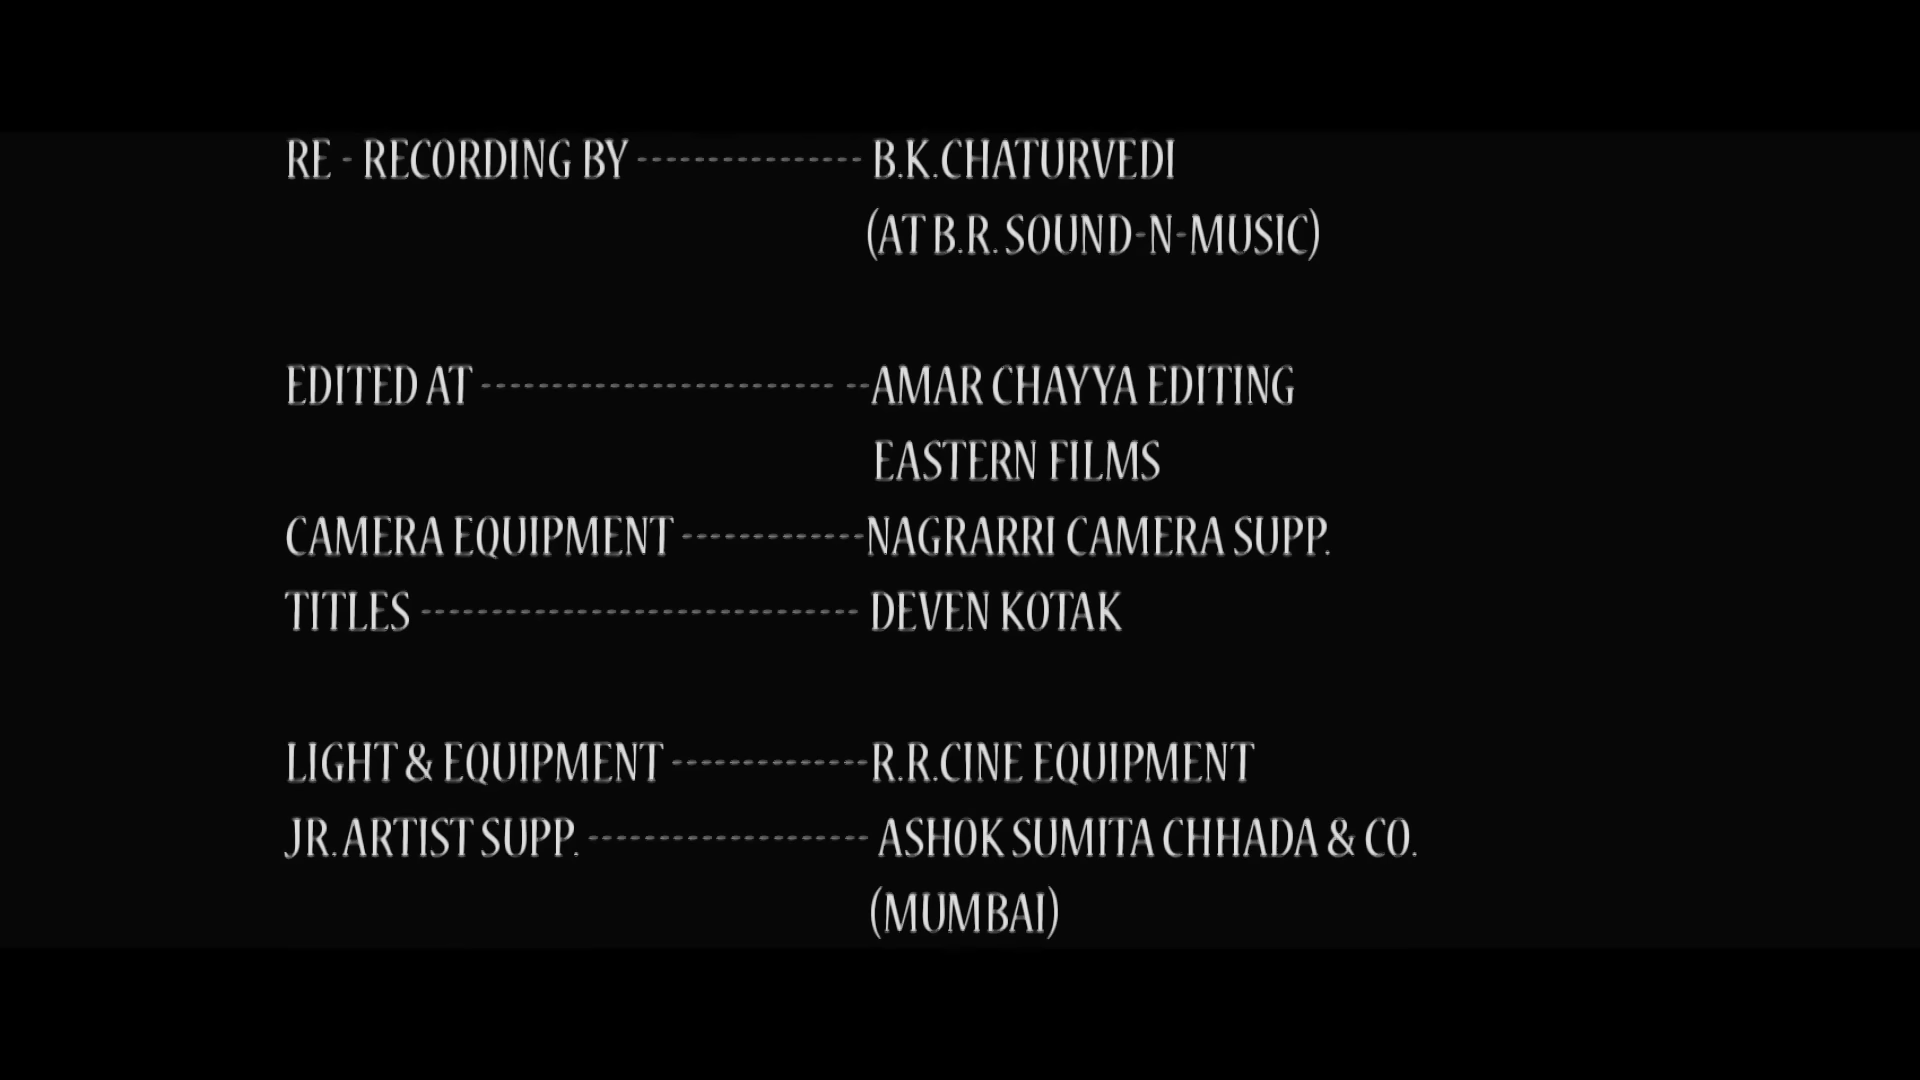 RE - RECORDING BY --------------- B.K.CHATURVEDI
(AT B.R. SOUND-N-MUSIC)
EDITED AT ------------------------ --AMAR CHAYYA EDITING
EASTERN FILMS
CAMERA EQUIPMENT ------------NAGRARRI CAMERA SUPP.
TITLES ----------------------------- DEVEN KOTAK
LIGHT & EQUIPMENT -------------R.R.CINE EQUIPMENT
JR. ARTIST SUPP. ------------------- ASHOK SUMITA CHHADA & CO.
(MUMBAI)